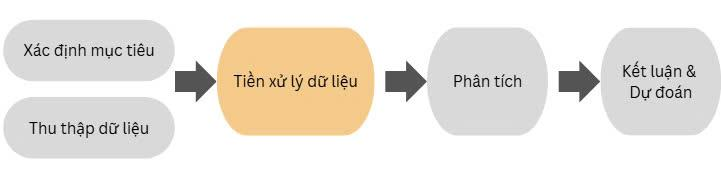 Xác định mục tiêu
Thu thập dữ liệu
Tiền xử lý dữ liệu
Phân tích
Kết luận &
Dự đoán